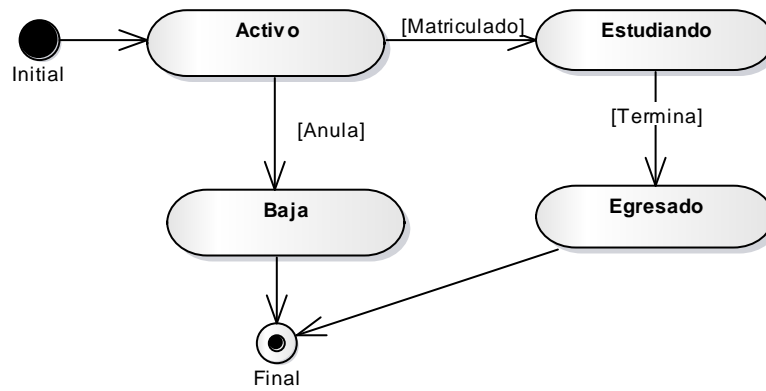 Activo
[Matriculado]
Estudiando
Initial
[Anula]
[Termina]
Baja
Egresado
Final